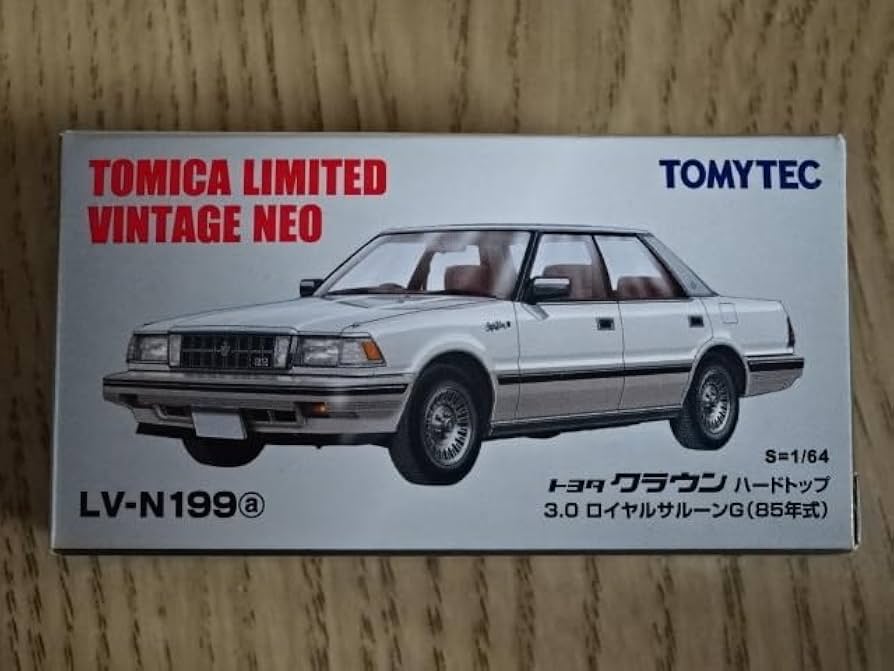 TOMICA LIMITED
VINTAGE NEO
TOMYTEC
S=1/64
LV-N199ⓐ
トヨタ クラウン ハードトップ
3.0 ロイヤルサルーンG(85年式)